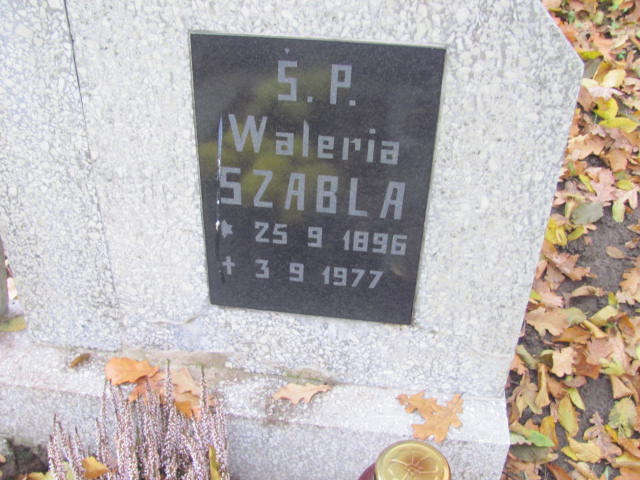 Ś. P.
Waleria
SZABLA
* 25 9 1896
† 3 9 1977